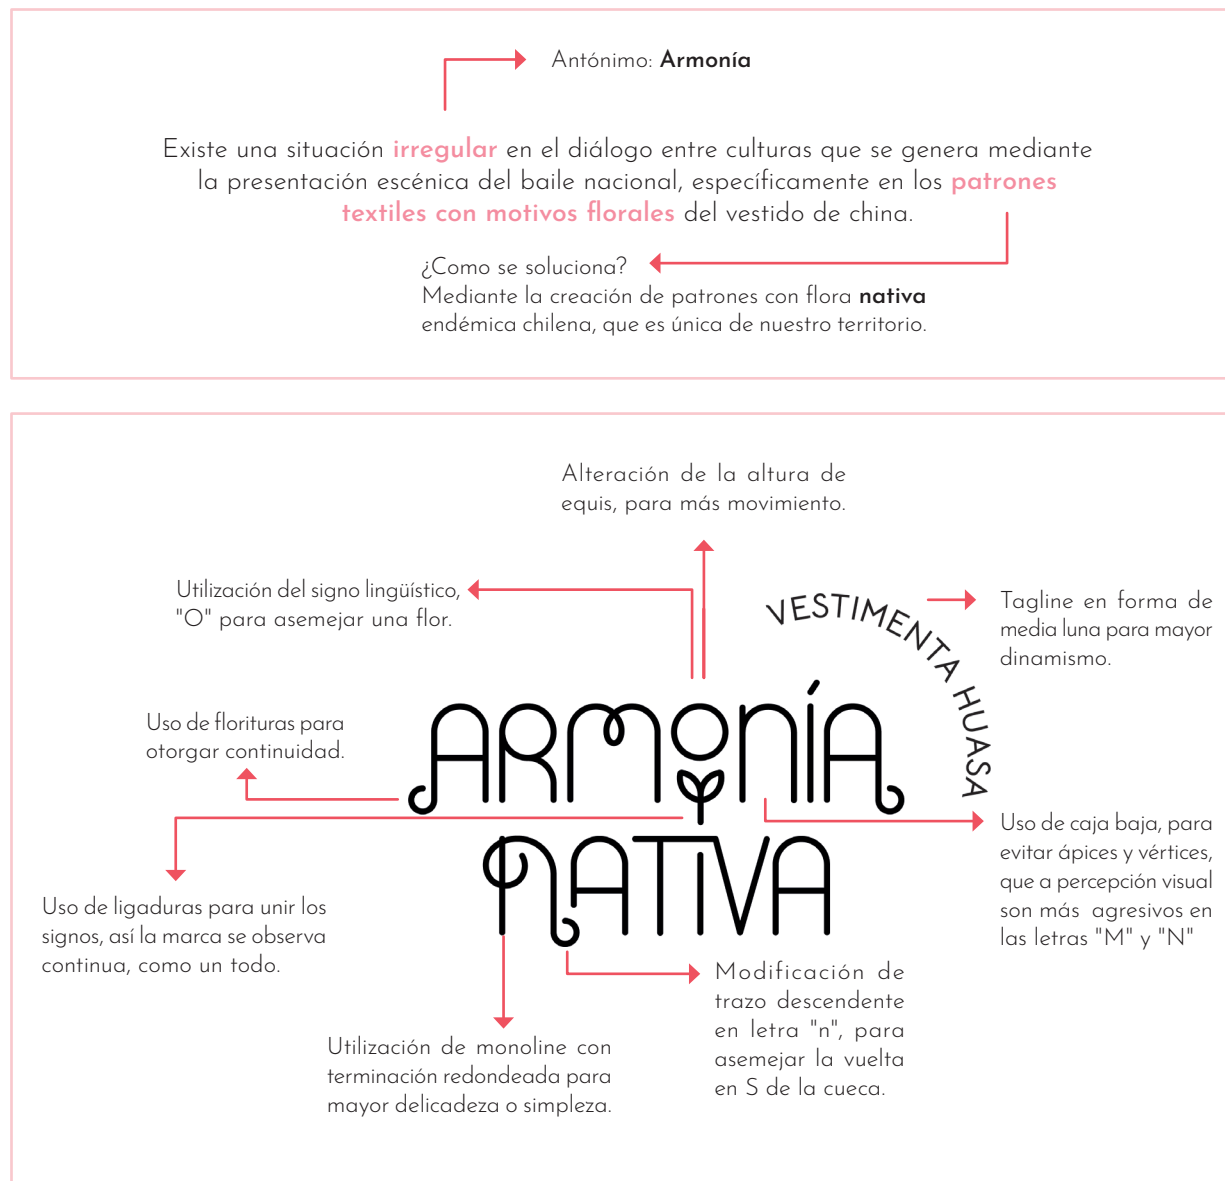 Antónimo: Armonía
Existe una situación irregular en el diálogo entre culturas que se genera mediante
la presentación escénica del baile nacional, específicamente en los patrones
textiles con motivos florales del vestido de china.
¿Como se soluciona?
Mediante la creación de patrones con flora nativa
endémica chilena, que es única de nuestro territorio.
Alteración de la altura de
equis, para más movimiento.
Utilización del signo lingüístico,
"O" para asemejar una flor.
VESTIMENTA HUASA
Tagline en forma de
media luna para mayor
dinamismo.
Uso de florituras para
otorgar continuidad.
ARMONÍA
NATIVA
Uso de caja baja, para
evitar ápices y vértices,
que a percepción visual
son más agresivos en
las letras "M" y "N"
Uso de ligaduras para unir los
signos, así la marca se observa
continua, como un todo.
Modificación de
trazo descendente
en letra "n", para
asemejar la vuelta
en S de la cueca.
Utilización de monoline con
terminación redondeada para
mayor delicadeza o simpleza.